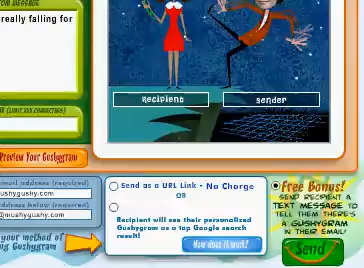 MESSAGE
really falling for
Recipient
sender
Preview Your Gushygram
email address (required)
ushygushy.com
address below (required)
@mushygushy.com
your method of
Gushygram
Send as a URL Link - No Charge
OR
Recipient will see their personalized
Gushygram as a top Google search
result!
How does it work?
Free Bonus!
SEND RECIPIENT A
TEXT MESSAGE TO
TELL THEM THERE'S
A GUSHYGRAM
IN THEIR EMAIL!
Send